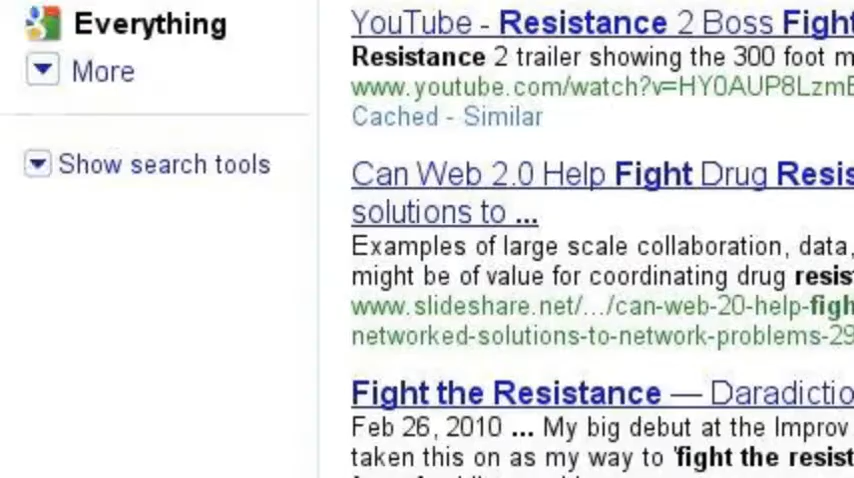 Everything
More
Show search tools
YouTube - Resistance 2 Boss Fight
Resistance 2 trailer showing the 300 foot
www.youtube.com/watch?v=HY0AUP8Lzm
Cached - Similar
Can Web 2.0 Help Fight Drug Resis
solutions to ...
Examples of large scale collaboration, data,
might be of value for coordinating drug resis
www.slideshare.net/.../can-web-20-help-figh
networked-solutions-to-network-problems-29
Fight the Resistance — Daradictio
Feb 26, 2010 ... My big debut at the Improv
taken this on as my way to 'fight the resist